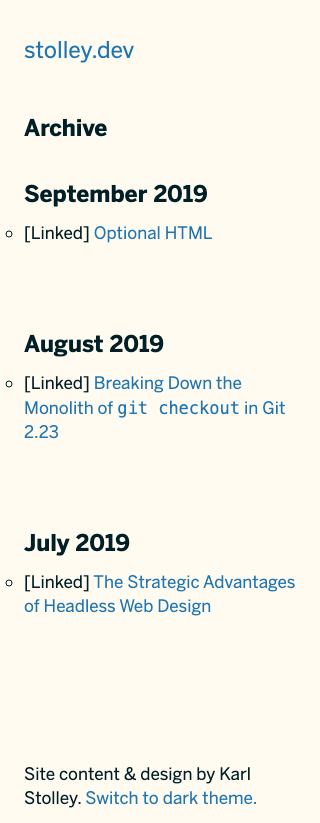 stolley.dev
Archive
September 2019
[Linked] Optional HTML
August 2019
[Linked] Breaking Down the
Monolith of git checkout in Git
2.23
July 2019
[Linked] The Strategic Advantages
of Headless Web Design
Site content & design by Karl
Stolley. Switch to dark theme.